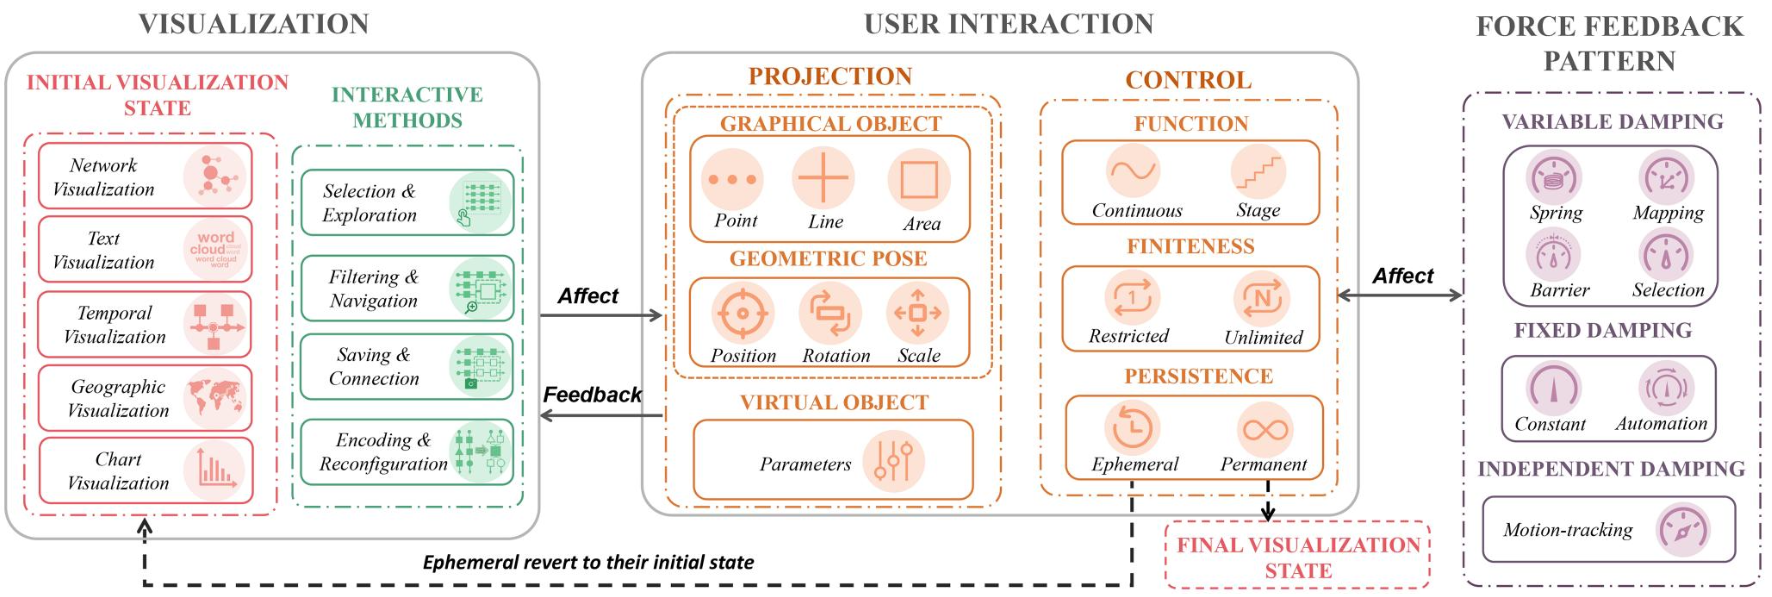 VISUALIZATION
INITIAL VISUALIZATION
STATE
Network
Visualization
Text
Visualization
word
cloud
word cloud
word
Temporal
Visualization
Geographic
Visualization
Chart
Visualization
INTERACTIVE
METHODS
Selection &
Exploration
Filtering &
Navigation
Saving &
Connection
Encoding &
Reconfiguration
Affect
Feedback
USER INTERACTION
PROJECTION
GRAPHICAL OBJECT
Point
Line
Area
GEOMETRIC POSE
Position
Rotation
Scale
VIRTUAL OBJECT
Parameters
CONTROL
FUNCTION
Continuous
Stage
FINITENESS
1
Restricted
N
Unlimited
PERSISTENCE
Ephemeral
Permanent
Affect
FORCE FEEDBACK
PATTERN
VARIABLE DAMPING
Spring
Mapping
Barrier
Selection
FIXED DAMPING
Constant
Automation
INDEPENDENT DAMPING
Motion-tracking
FINAL VISUALIZATION
STATE
Ephemeral revert to their initial state